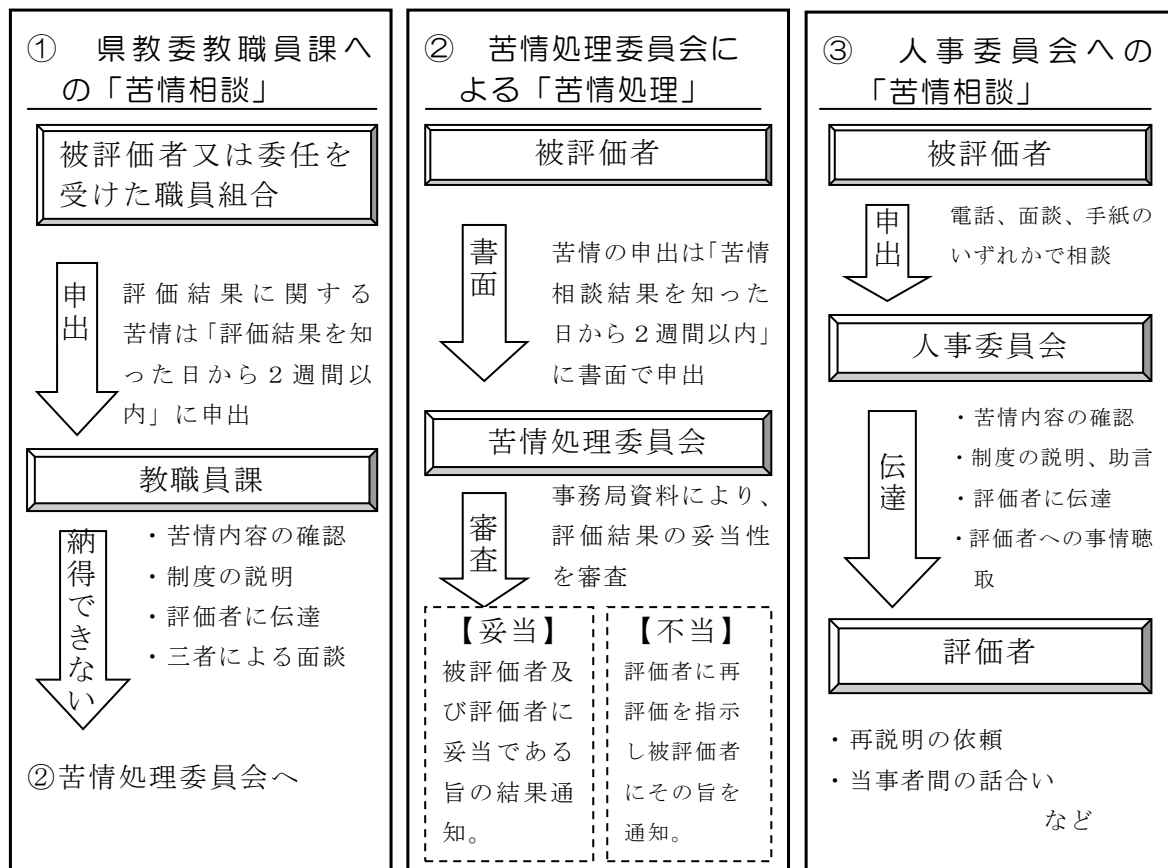 ① 県教委教職員課へ
の「苦情相談」
被評価者又は委任を
受けた職員組合
申出
評価結果に関する
苦情は「評価結果を知
った日から2週間以
内」に申出
教職員課
納得できない
・苦情内容の確認
・制度の説明
・評価者に伝達
・三者による面談
②苦情処理委員会へ
② 苦情処理委員会に
よる「苦情処理」
被評価者
書面
苦情の申出は「苦情
相談結果を知った
日から2週間以内」
に書面で申出
苦情処理委員会
審査
事務局資料により、
評価結果の妥当性
を審査
【妥当】
被評価者及
び評価者に
妥当である
旨の結果通
知。
【不当】
評価者に再
評価を指示
し被評価者
にその旨を
通知。
③ 人事委員会への
「苦情相談」
被評価者
申出
電話、面談、手紙の
いずれかで相談
人事委員会
伝達
・苦情内容の確認
・制度の説明、助言
・評価者に伝達
・評価者への事情聴
取
評価者
・再説明の依頼
・当事者間の話合い
など